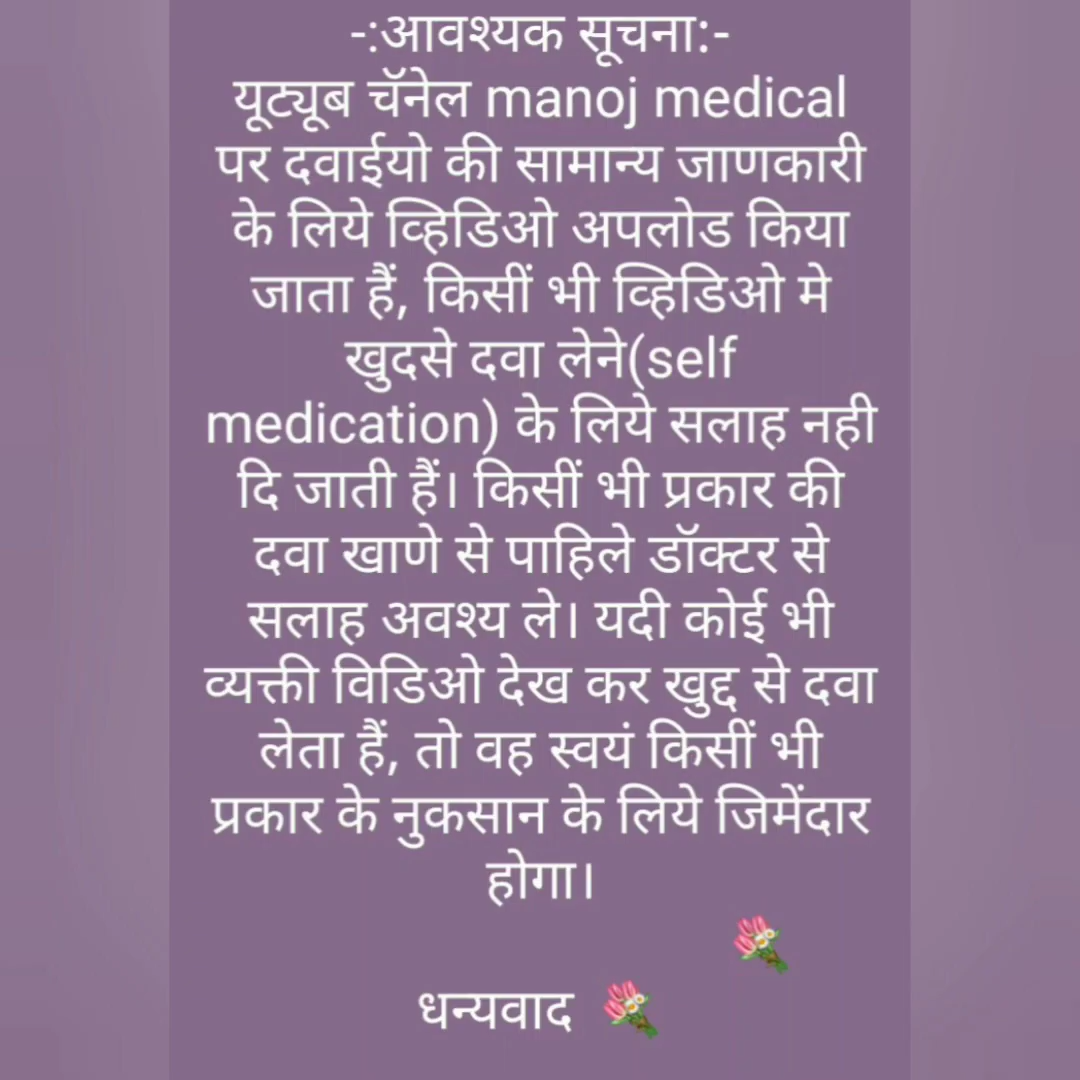 -:आवश्यक सूचना:-
यूट्यूब चॅनेल manoj medical
पर दवाईयो की सामान्य जाणकारी
के लिये व्हिडिओ अपलोड किया
जाता हैं, किसीं भी व्हिडिओ मे
खुदसे दवा लेने(self
medication) के लिये सलाह नही
दि जाती हैं। किसीं भी प्रकार की
दवा खाणे से पाहिले डॉक्टर से
सलाह अवश्य ले। यदी कोई भी
व्यक्ती विडिओ देख कर खुद्द से दवा
लेता हैं, तो वह स्वयं किसीं भी
प्रकार के नुकसान के लिये जिमेंदार
होगा।
धन्यवाद